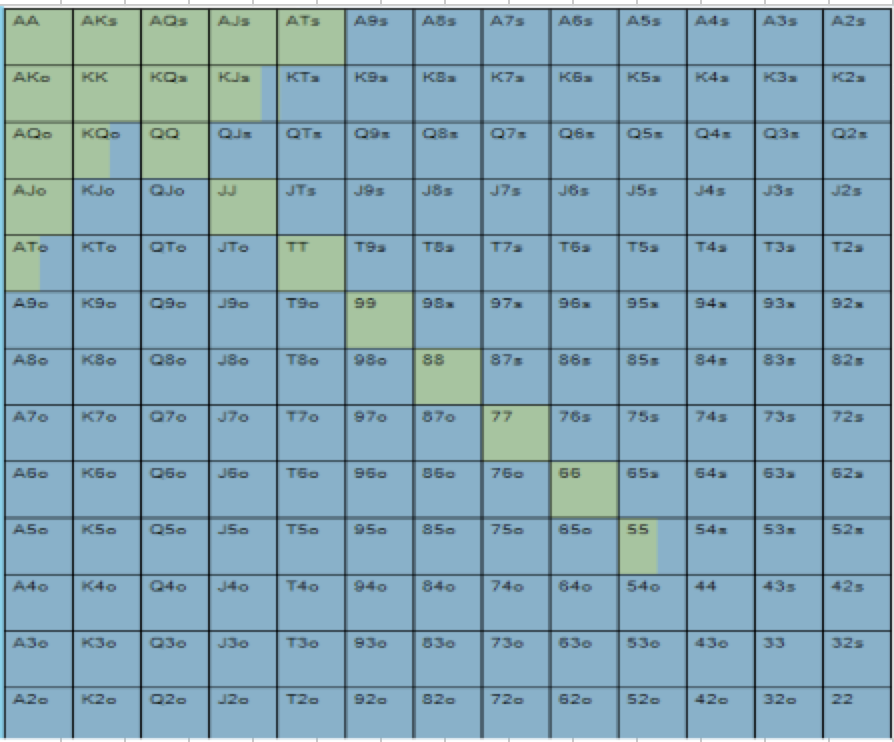 AA AKs AQs AJs ATs A9s A8s A7s A6s A5s A4s A3s A2s
AKo KK KQs KJs KTs K9s K8s K7s K6s K5s K4s K3s K2s
AQo KQo QQ QJs QTs Q9s Q8s Q7s Q6s Q5s Q4s Q3s Q2s
AJo KJo QJo JJ JTs J9s J8s J7s J6s J5s J4s J3s J2s
ATo KTo QTo JTo TT T9s T8s T7s T6s T5s T4s T3s T2s
A9o K9o Q9o J9o T9o 99 98s 97s 96s 95s 94s 93s 92s
A8o K8o Q8o J8o T8o 98o 88 87s 86s 85s 84s 83s 82s
A7o K7o Q7o J7o T7o 97o 87o 77 76s 75s 74s 73s 72s
A6o K6o Q6o J6o T6o 96o 86o 76o 66 65s 64s 63s 62s
A5o K5o Q5o J5o T5o 95o 85o 75o 65o 55 54s 53s 52s
A4o K4o Q4o J4o T4o 94o 84o 74o 64o 54o 44 43s 42s
A3o K3o Q3o J3o T3o 93o 83o 73o 63o 53o 43o 33 32s
A2o K2o Q2o J2o T2o 92o 82o 72o 62o 52o 42o 32o 22